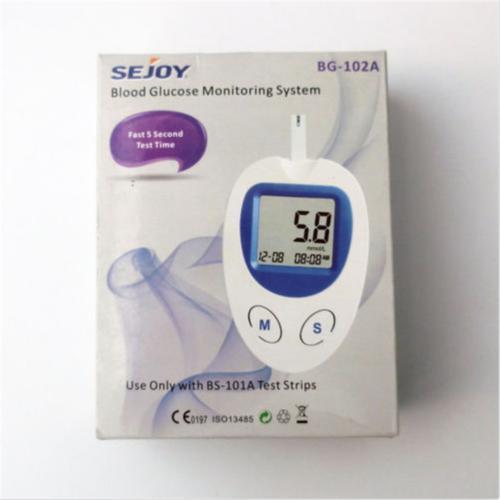 SEJOY
BG-102A
Blood Glucose Monitoring System
Fast 5 Second
Test Time
5.8
mmol/L
12-08 08:08 AM
M S
Use Only with BS-101A Test Strips
CE0197 ISO13485